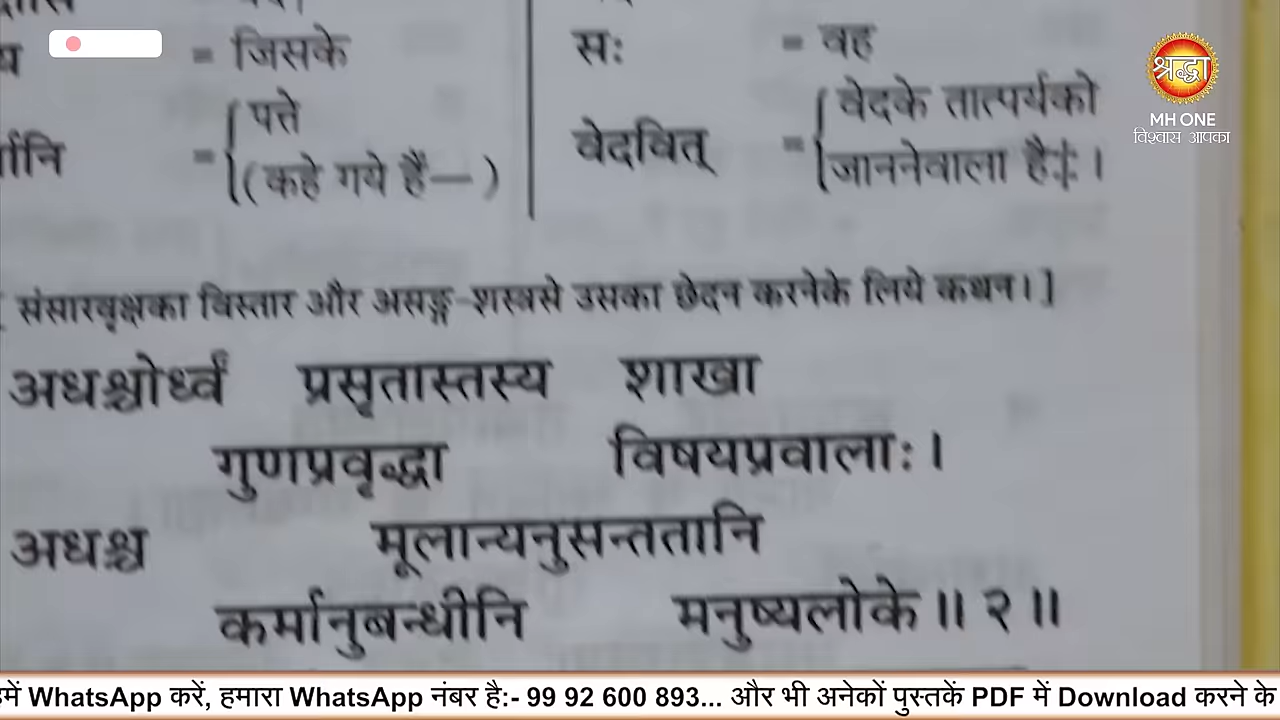 = जिसके
पत्ते
=
(कहे गये हैं— )
सः = वह
वेदवित् = वेदके तात्पर्यको
जाननेवाला है‡ ।
श्रद्धा
MH ONE
विश्वास आपका
[ संसारवृक्षका विस्तार और असङ्ग-शस्त्रसे उसका छेदन करनेके लिये कथन। ]
अधश्चोर्ध्वं प्रसृतास्तस्य शाखा
गुणप्रवृद्धा विषयप्रवालाः ।
अधश्च मूलान्यनुसन्ततानि
कर्मानुबन्धीनि मनुष्यलोके ॥ २ ॥
हमें WhatsApp करें, हमारा WhatsApp नंबर है:- 99 92 600 893... और भी अनेकों पुस्तकें PDF में Download करने के